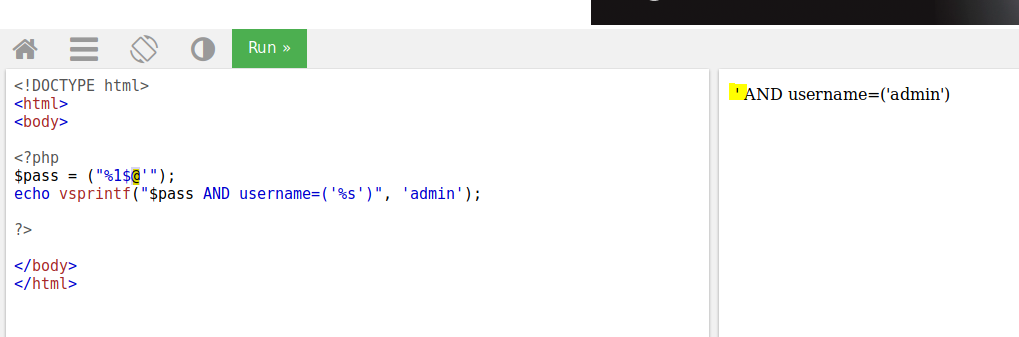 Run »
<!DOCTYPE html>
<html>
<body>
<?php
$pass = ("%1$@'");
echo vsprintf("$pass AND username=('%s')", 'admin');
?>
</body>
</html>
' AND username=('admin')